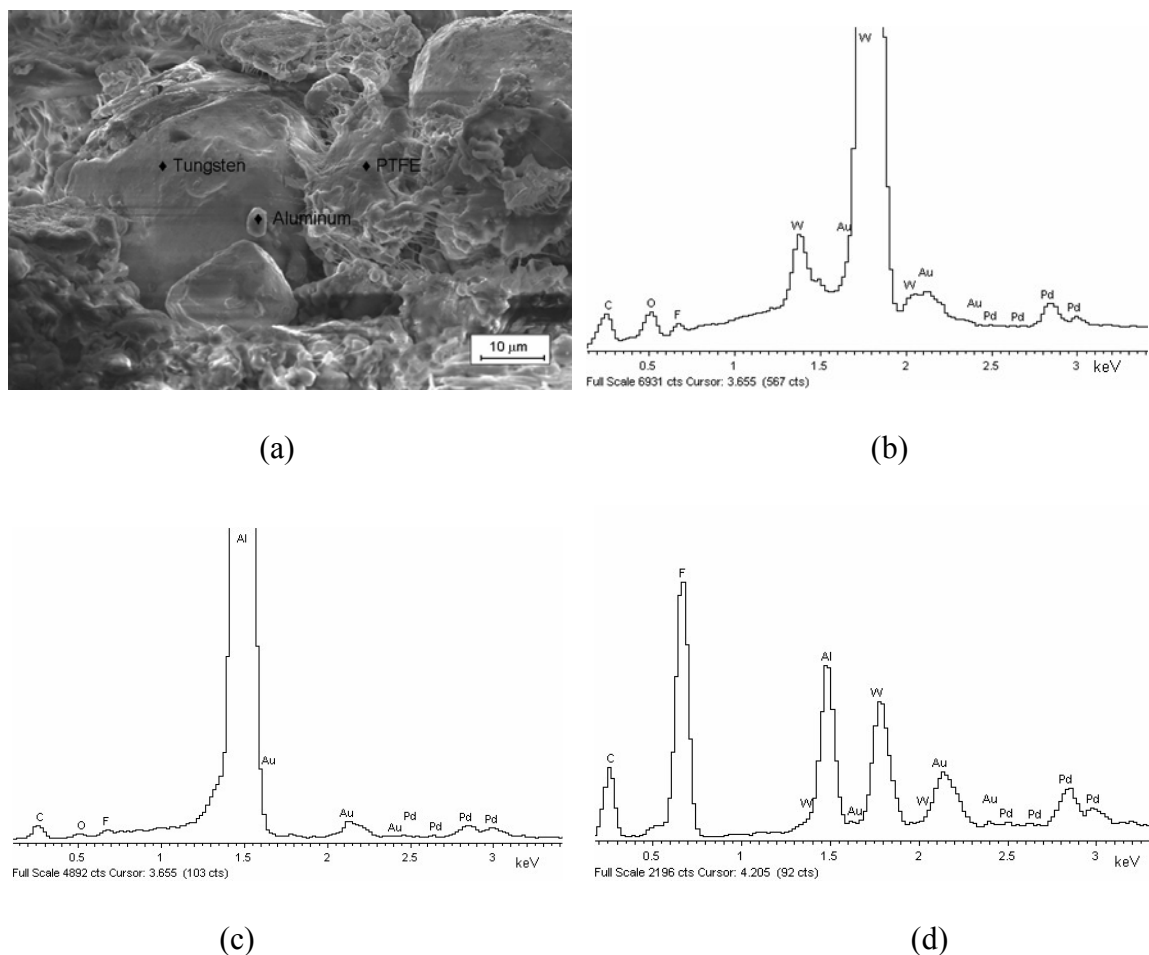 Tungsten PTFE
Aluminum
10 μm
(a)
W
Au
W
W
Au
C
O
F
Au
Pd
Pd
Pd
Pd
0.5 1 1.5 2 2.5 3 keV
Full Scale 6931 cts Cursor: 3.655 (567 cts)
(b)
Al
Au
C
O
F
Au
Au
Pd
Pd
Pd
Pd
0.5 1 1.5 2 2.5 3 keV
Full Scale 4892 cts Cursor: 3.655 (103 cts)
(c)
F
Al
W
C
W
Au
W
Au
Au
Pd
Pd
Pd
Pd
0.5 1 1.5 2 2.5 3 keV
Full Scale 2196 cts Cursor: 4.205 (92 cts)
(d)